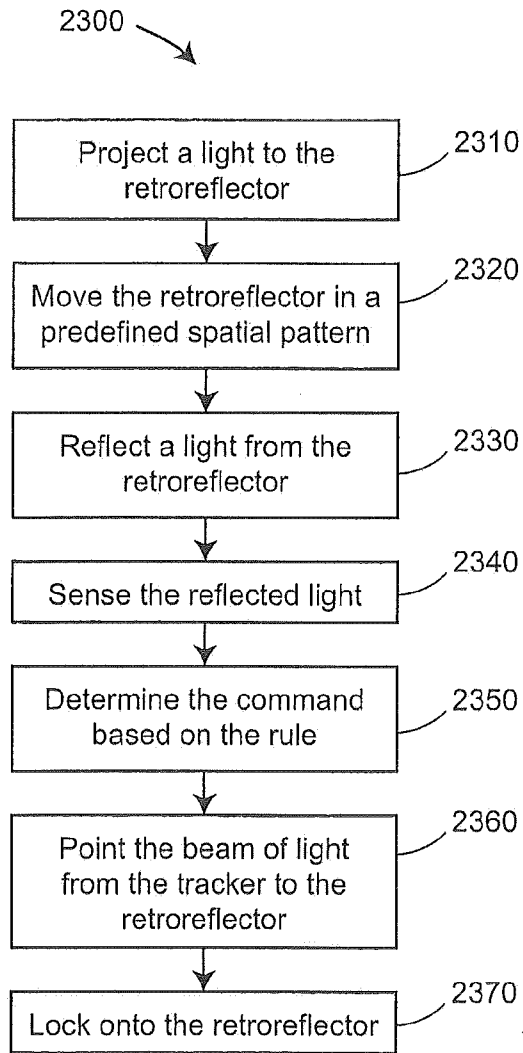 2300
Project a light to the
retroreflector
2310
Move the retroreflector in a
predefined spatial pattern
2320
Reflect a light from the
retroreflector
2330
Sense the reflected light
2340
Determine the command
based on the rule
2350
Point the beam of light
from the tracker to the
retroreflector
2360
Lock onto the retroreflector
2370